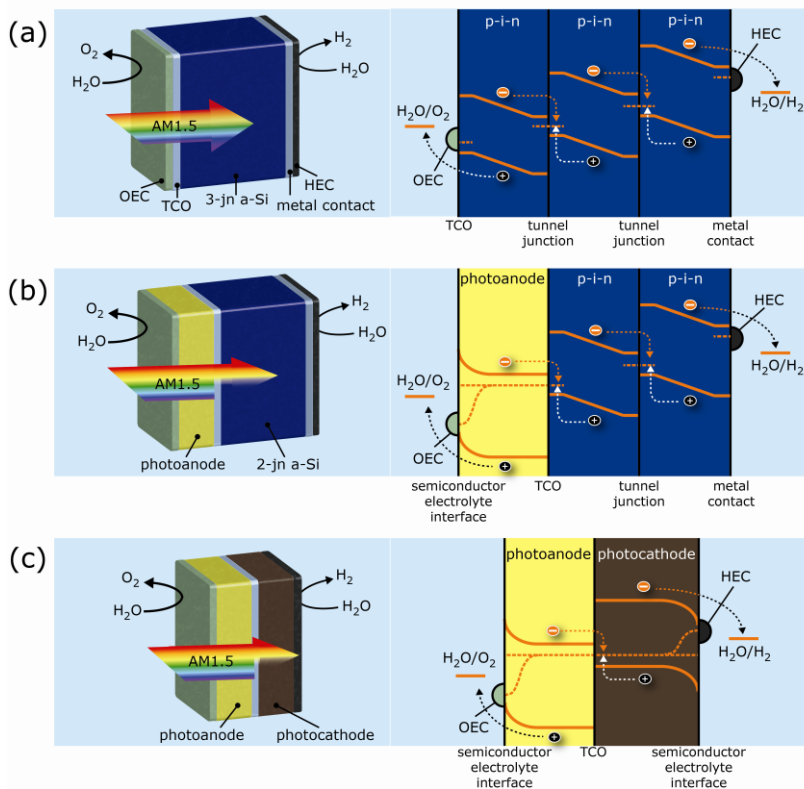 (a)
O₂
H₂O
AM1.5
H₂
H₂O
OEC
TCO
3-jn a-Si
HEC
metal contact
p-i-n
p-i-n
p-i-n
HEC
H₂O/H₂
H₂O/O₂
OEC
TCO
tunnel
junction
tunnel
junction
metal
contact
(b)
O₂
H₂O
AM1.5
H₂
H₂O
photoanode
2-jn a-Si
photoanode
p-i-n
p-i-n
HEC
H₂O/H₂
H₂O/O₂
OEC
semiconductor
electrolyte
interface
TCO
tunnel
junction
metal
contact
(c)
O₂
H₂O
AM1.5
H₂
H₂O
photoanode
photocathode
photoanode
photocathode
HEC
H₂O/H₂
H₂O/O₂
OEC
semiconductor
electrolyte
interface
TCO
semiconductor
electrolyte
interface